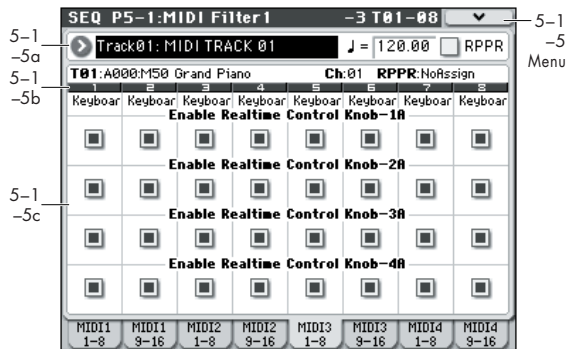 SEQ P5-1:MIDI Filter1 -3 T01-08
5-1
-5
Menu
5-1
-5a
Track01: MIDI TRACK 01 ♩= 120.00 RPPR
5-1
-5b
T01:A000:M50 Grand Piano Ch:01 RPPR:NoAssign
1 2 3 4 5 6 7 8
Keyboar Keyboar Keyboar Keyboar Keyboar Keyboar Keyboar Keyboar
Enable Realtime Control Knob-1A
Enable Realtime Control Knob-2A
5-1
-5c
Enable Realtime Control Knob-3A
Enable Realtime Control Knob-4A
MIDI1 1-8 MIDI1 9-16 MIDI2 1-8 MIDI2 9-16 MIDI3 1-8 MIDI3 9-16 MIDI4 1-8 MIDI4 9-16